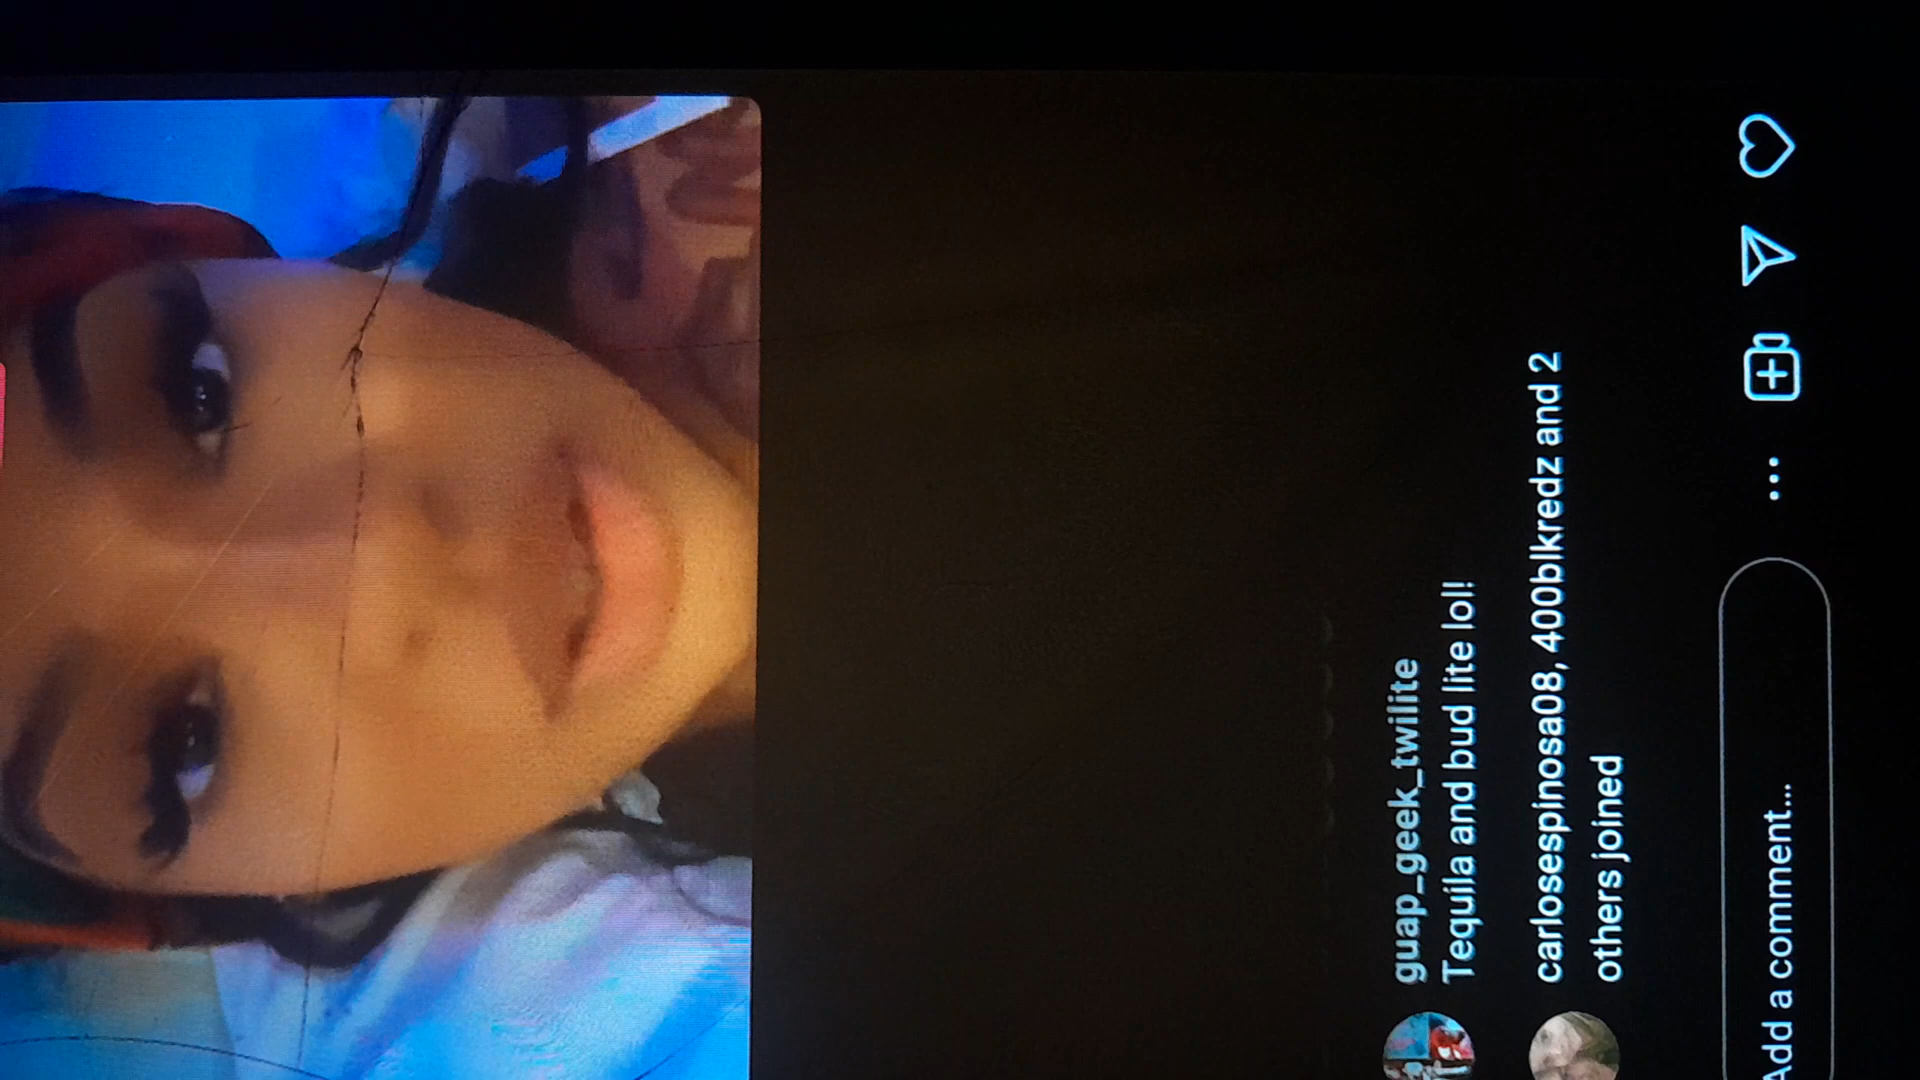 guap_geek_twilite
Tequila and bud lite lol!
carlosespinosa08, 400blkredz and 2
others joined
Add a comment...